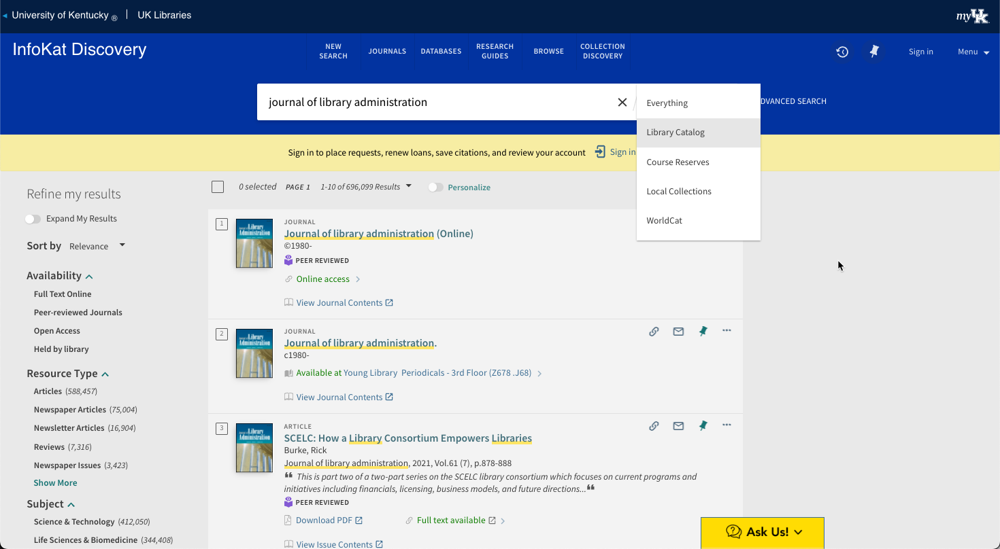 University of Kentucky ® | UK Libraries
my UK
InfoKat Discovery
NEW SEARCH
JOURNALS
DATABASES
RESEARCH GUIDES
BROWSE
COLLECTION DISCOVERY
Sign in
Menu
journal of library administration
DVANCED SEARCH
Everything
Library Catalog
Course Reserves
Local Collections
WorldCat
Sign in to place requests, renew loans, save citations, and review your account
Sign in
Refine my results
Expand My Results
Sort by Relevance
Availability
Full Text Online
Peer-reviewed Journals
Open Access
Held by library
Resource Type
Articles (588,457)
Newspaper Articles (75,004)
Newsletter Articles (16,904)
Reviews (7,316)
Newspaper Issues (3,423)
Show More
Subject
Science & Technology (412,050)
Life Sciences & Biomedicine (344,408)
0 selected PAGE 1 1-10 of 696,099 Results
Personalize
1
Library
Administration
JOURNAL
Journal of library administration (Online)
©1980-
PEER REVIEWED
Online access
View Journal Contents
2
Library
Administration
JOURNAL
Journal of library administration.
c1980-
Available at Young Library Periodicals - 3rd Floor (Z678 .J68)
View Journal Contents
3
Library
Administration
ARTICLE
SCELC: How a Library Consortium Empowers Libraries
Burke, Rick
Journal of library administration, 2021, Vol.61 (7), p.878-888
❝ This is part two of a two-part series on the SCELC library consortium which focuses on current programs and
initiatives including financials, licensing, business models, and future directions...❞
PEER REVIEWED
Download PDF
Full text available
View Issue Contents
Ask Us!